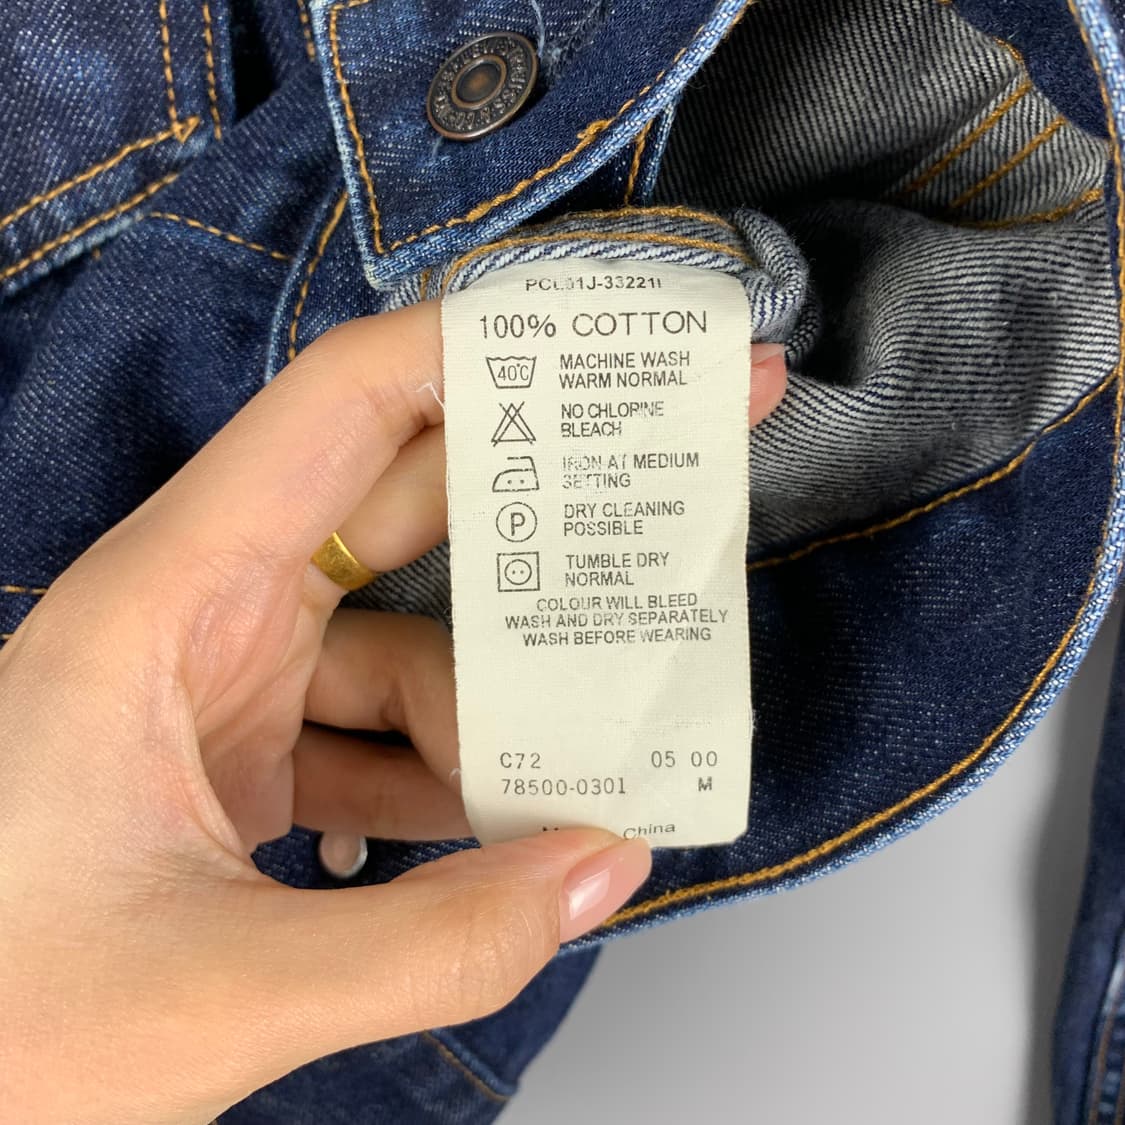 100% COTTON
40°C
MACHINE WASH
WARM NORMAL
NO CHLORINE
BLEACH
IRON AT MEDIUM
SETTING
P
DRY CLEANING
POSSIBLE
TUMBLE DRY
NORMAL
COLOUR WILL BLEED
WASH AND DRY SEPARATELY
WASH BEFORE WEARING
C72 05 00
78500-0301 M
China